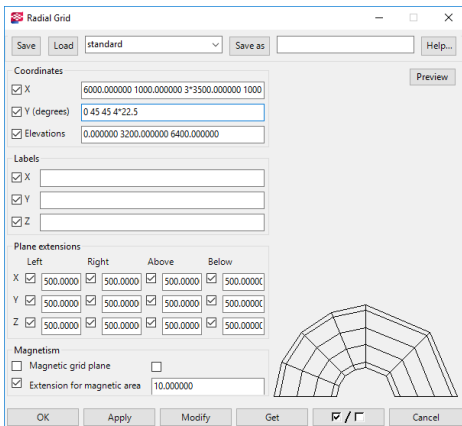 Radial Grid
Save Load standard Save as Help...
Coordinates
X 6000.000000 1000.000000 3*3500.000000 1000
Preview
Y (degrees) 0 45 45 4*22.5
Elevations 0.000000 3200.000000 6400.000000
Labels
X
Y
Z
Plane extensions
Left Right Above Below
X 500.0000 500.0000 500.0000 500.0000
Y 500.0000 500.0000 500.0000 500.0000
Z 500.0000 500.0000 500.0000 500.0000
Magnetism
Magnetic grid plane
Extension for magnetic area 10.000000
OK Apply Modify Get / Cancel